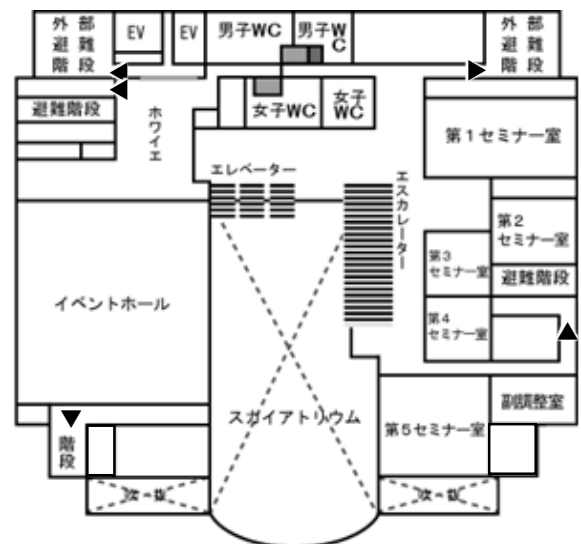 外 部
避 難
階 段
EV
EV
男子WC
男子W
C
外 部
避 難
階 段
避難階段
ホワイエ
女子WC
女子
WC
第1セミナー室
エレベーター
エスカレーター
第2
セミナー室
第3
セミナー室
避難階段
イベントホール
第4
セミナー室
スガイアトリウム
第5セミナー室
副調整室
階
段